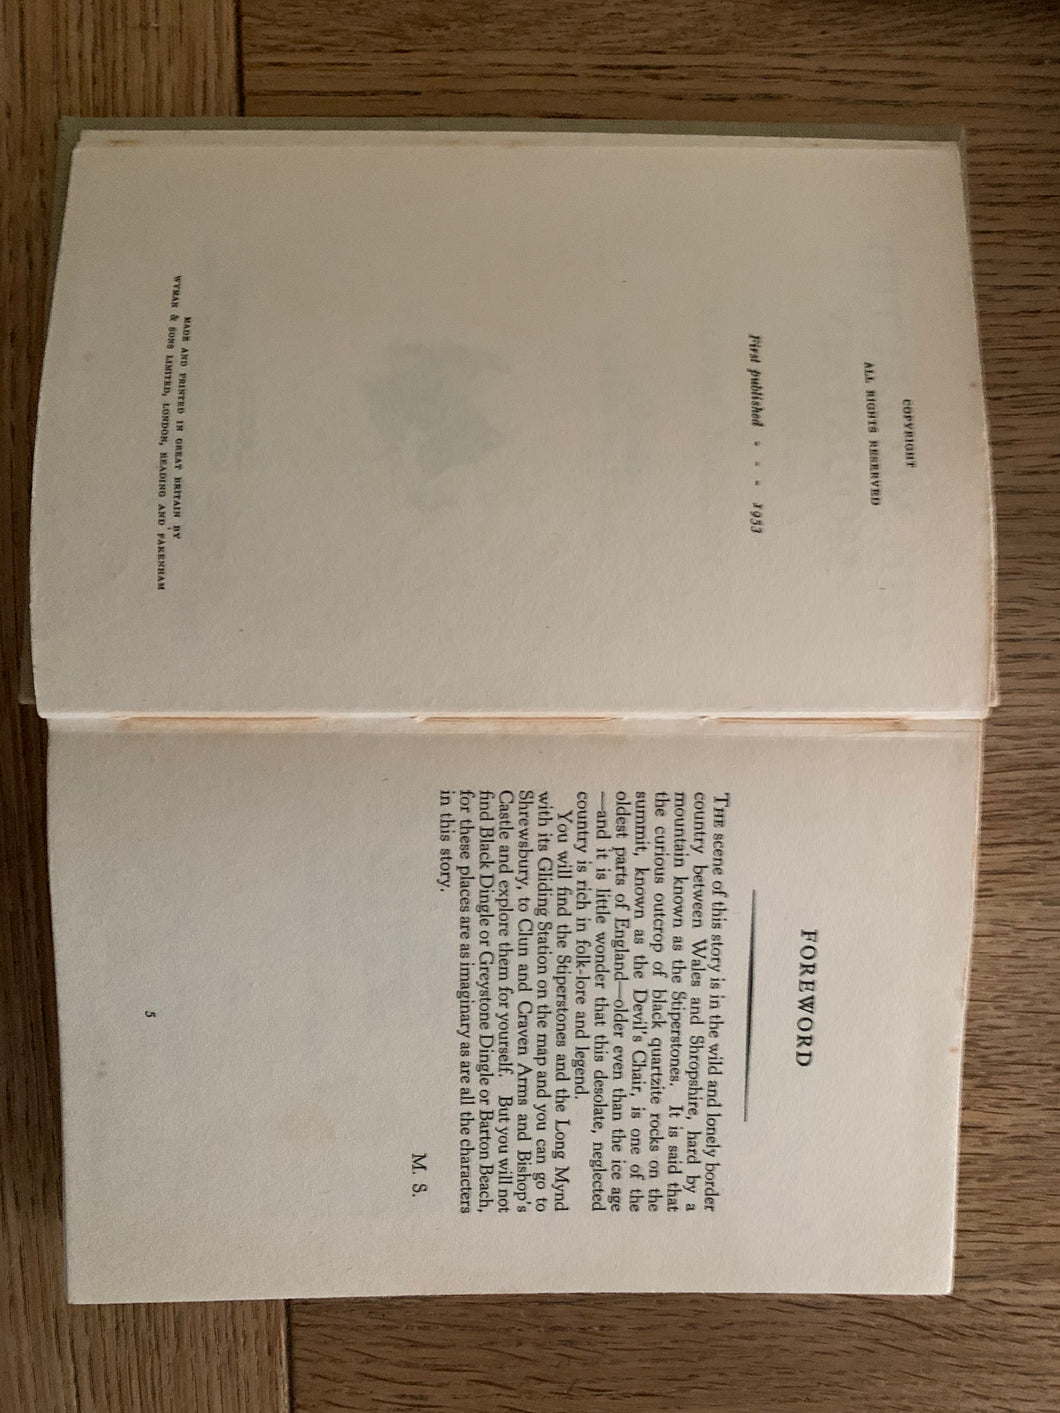 COPYRIGHT
ALL RIGHTS RESERVED
First published - - - 1953
MADE AND PRINTED IN GREAT BRITAIN BY
WYMAN & SONS LIMITED, LONDON, READING AND FAKENHAM
FOREWORD
THE scene of this story is in the wild and lonely border
country between Wales and Shropshire, hard by a
mountain known as the Stiperstones. It is said that
the curious outcrop of black quartzite rocks on the
summit, known as the Devil's Chair, is one of the
oldest parts of England—older even than the ice age
—and it is little wonder that this desolate, neglected
country is rich in folk-lore and legend.
You will find the Stiperstones and the Long Mynd
with its Gliding Station on the map and you can go to
Shrewsbury, to Clun and Craven Arms and Bishop's
Castle and explore them for yourself. But you will not
find Black Dingle or Greystone Dingle or Barton Beach,
for these places are as imaginary as are all the characters
in this story.
M. S.
5